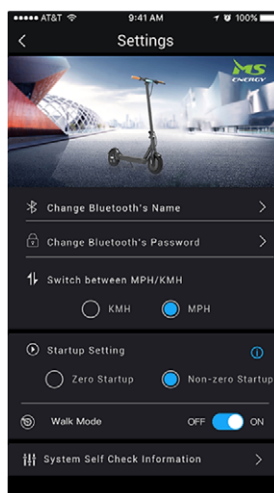 AT&T 9:41 AM 100%
Settings
MS
ENERGY
Change Bluetooth's Name
Change Bluetooth's Password
Switch between MPH/KMH
KMH MPH
Startup Setting
Zero Startup Non-zero Startup
Walk Mode OFF ON
System Self Check Information